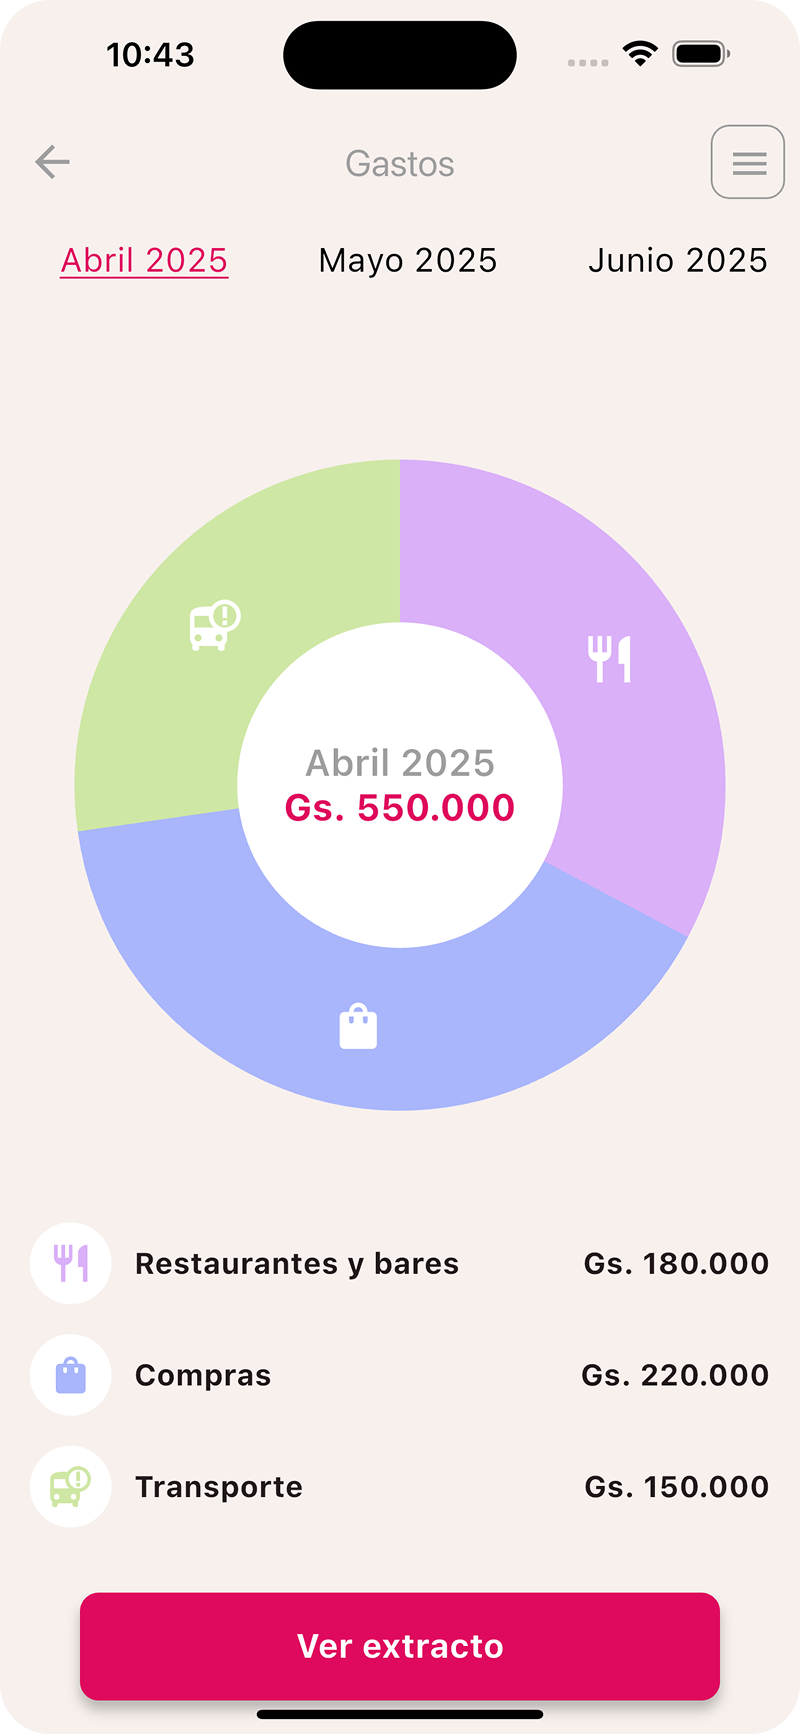 10:43
Gastos
Abril 2025 Mayo 2025 Junio 2025
Abril 2025
Gs. 550.000
Restaurantes y bares Gs. 180.000
Compras Gs. 220.000
Transporte Gs. 150.000
Ver extracto